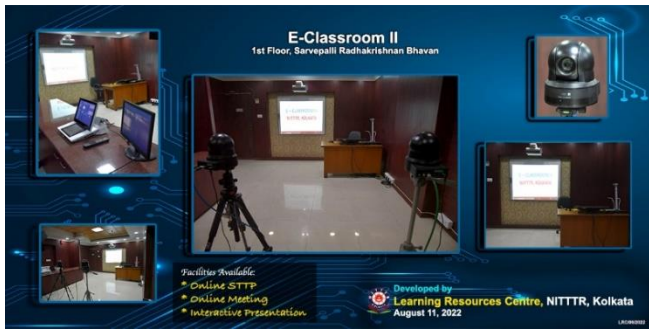 E-Classroom II
1st Floor, Sarvepalli Radhakrishnan Bhavan
Facilities Available:
* Online STTP
* Online Meeting
* Interactive Presentation
Developed by
Learning Resources Centre, NITTTR, Kolkata
August 11, 2022